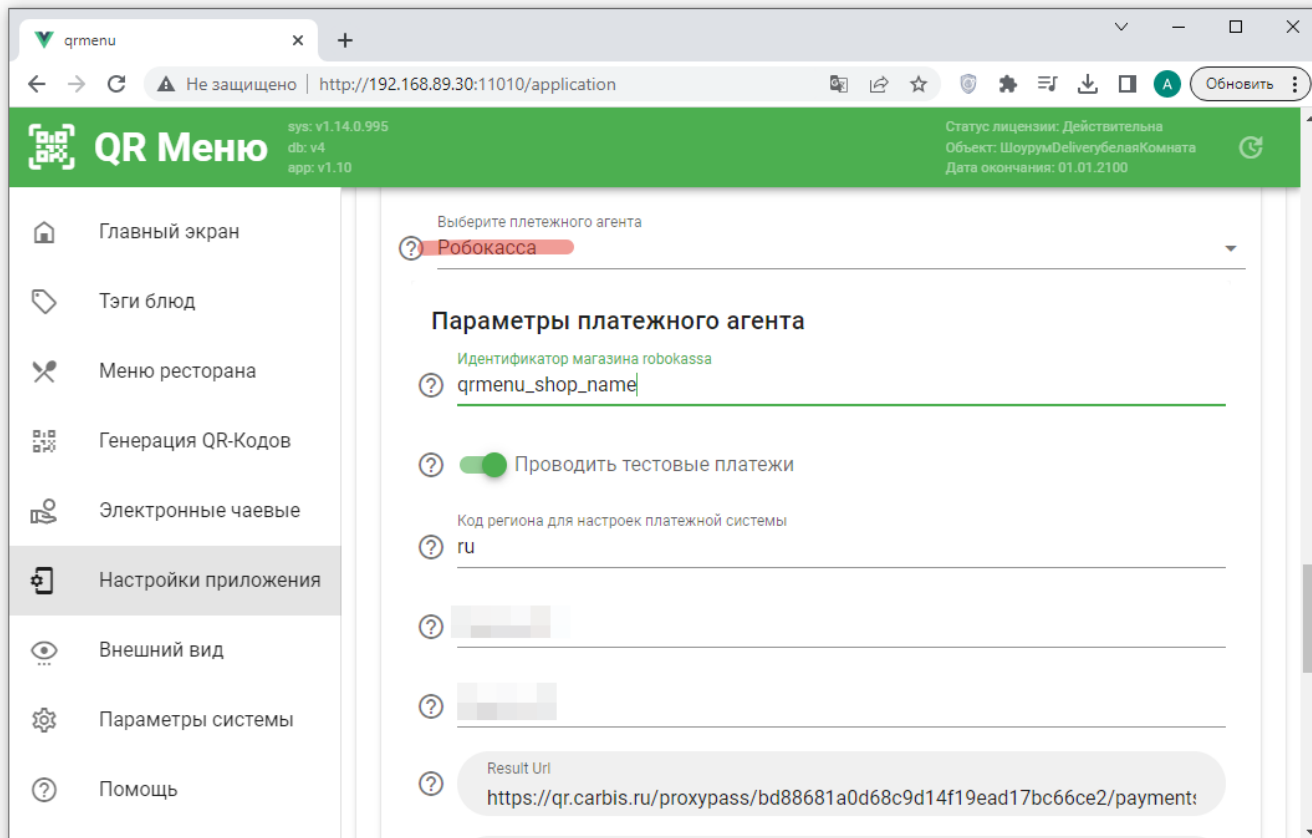 qrmenu
Не защищено
http://192.168.89.30:11010/application
A
Обновить
QR Меню
sys: v1.14.0.995
db: v4
app: v1.10
Статус лицензии: Действительна
Объект: ШоурумDeliveryбелаяКомната
Дата окончания: 01.01.2100
Главный экран
Тэги блюд
Меню ресторана
Генерация QR-Кодов
Электронные чаевые
Настройки приложения
Внешний вид
Параметры системы
Помощь
Выберите плетежного агента
Робокасса
Параметры платежного агента
Идентификатор магазина robokassa
qrmenu_shop_name
Проводить тестовые платежи
Код региона для настроек платежной системы
ru
Result Url
https://qr.carbis.ru/proxypass/bd88681a0d68c9d14f19ead17bc66ce2/payments